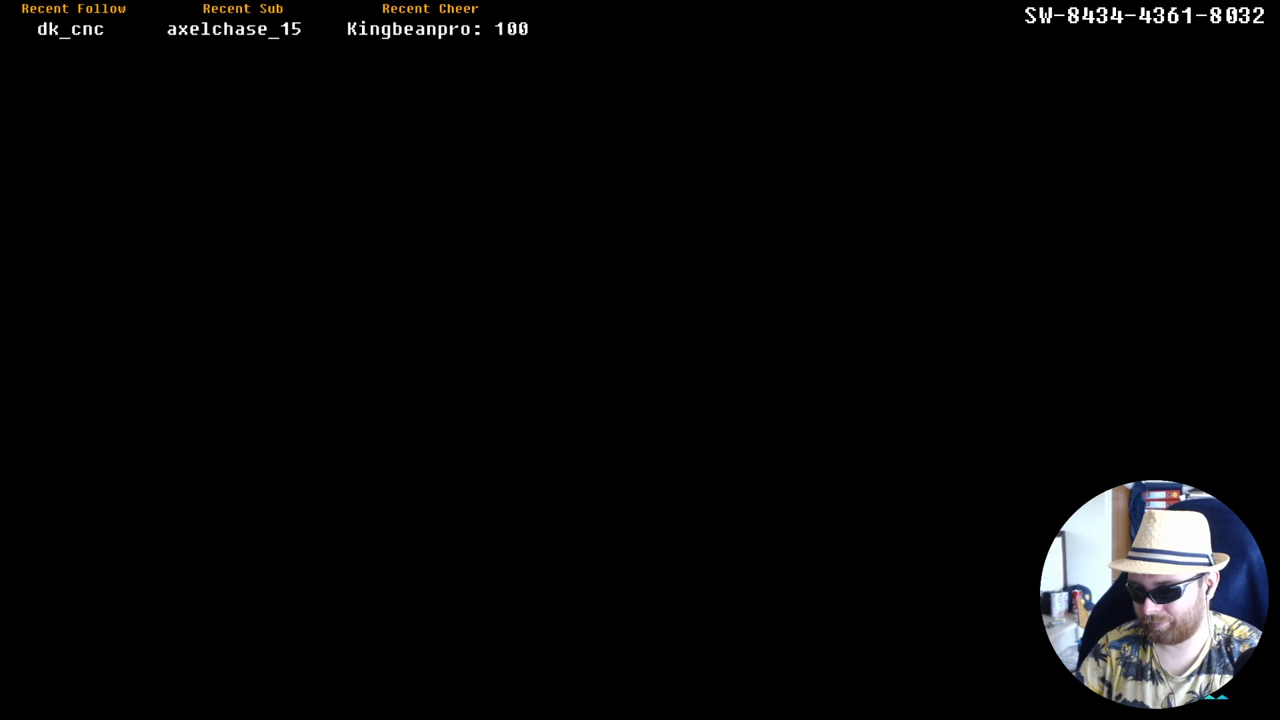 Recent Follow Recent Sub Recent Cheer
dk_cnc axelchase_15 Kingbeanpro: 100
SW-8434-4361-8032